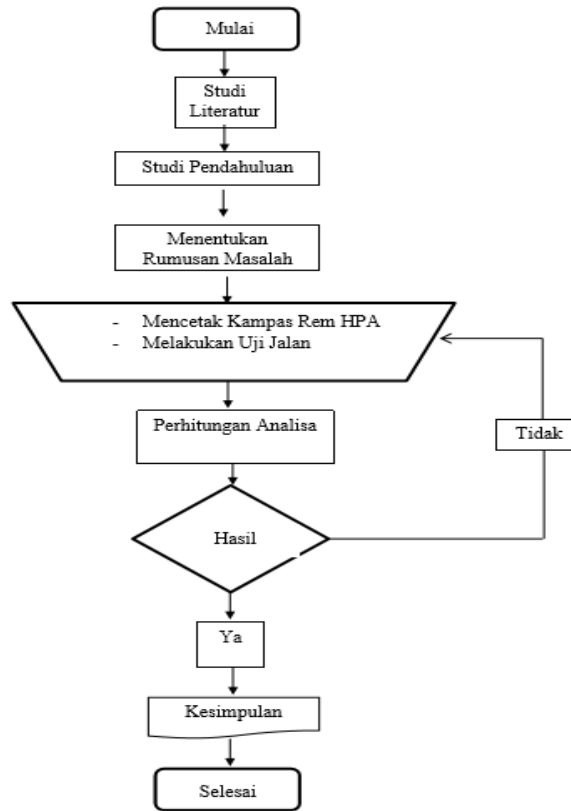 Mulai
Studi
Literatur
Studi Pendahuluan
Menentukan
Rumusan Masalah
- Mencetak Kampas Rem HPA
- Melakukan Uji Jalan
Perhitungan Analisa
Tidak
Hasil
Ya
Kesimpulan
Selesai